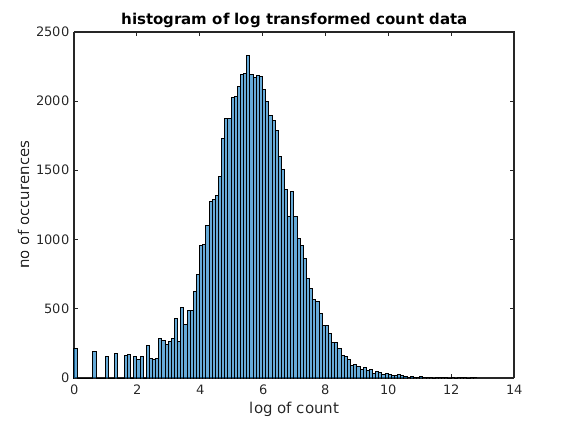 histogram of log transformed count data
2500
2000
1500
1000
500
0
no of occurences
0 2 4 6 8 10 12 14
log of count